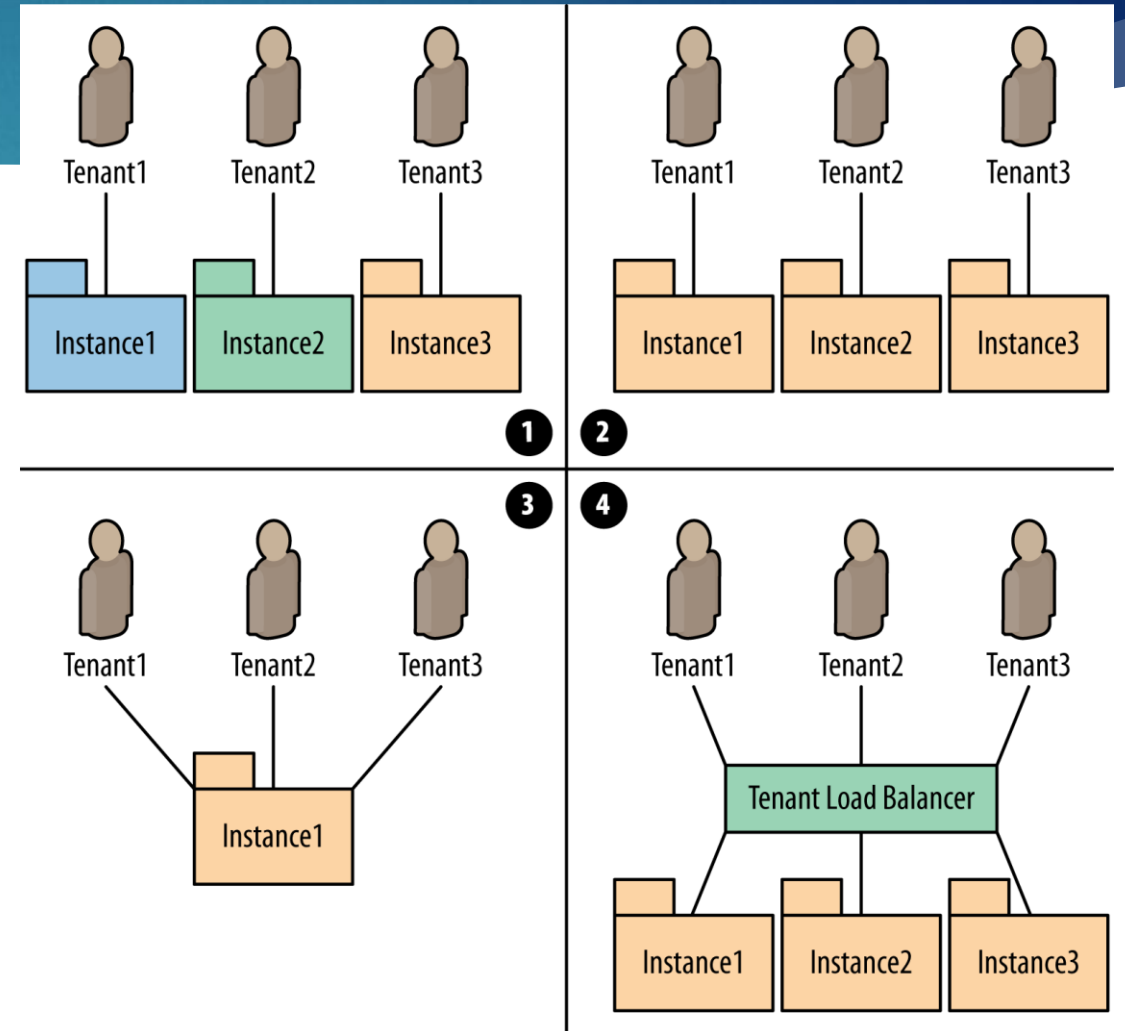 Tenant1 Tenant2 Tenant3
Instance1 Instance2 Instance3
1
Tenant1 Tenant2 Tenant3
Instance1 Instance2 Instance3
2
3
Tenant1 Tenant2 Tenant3
Instance1
4
Tenant1 Tenant2 Tenant3
Tenant Load Balancer
Instance1 Instance2 Instance3